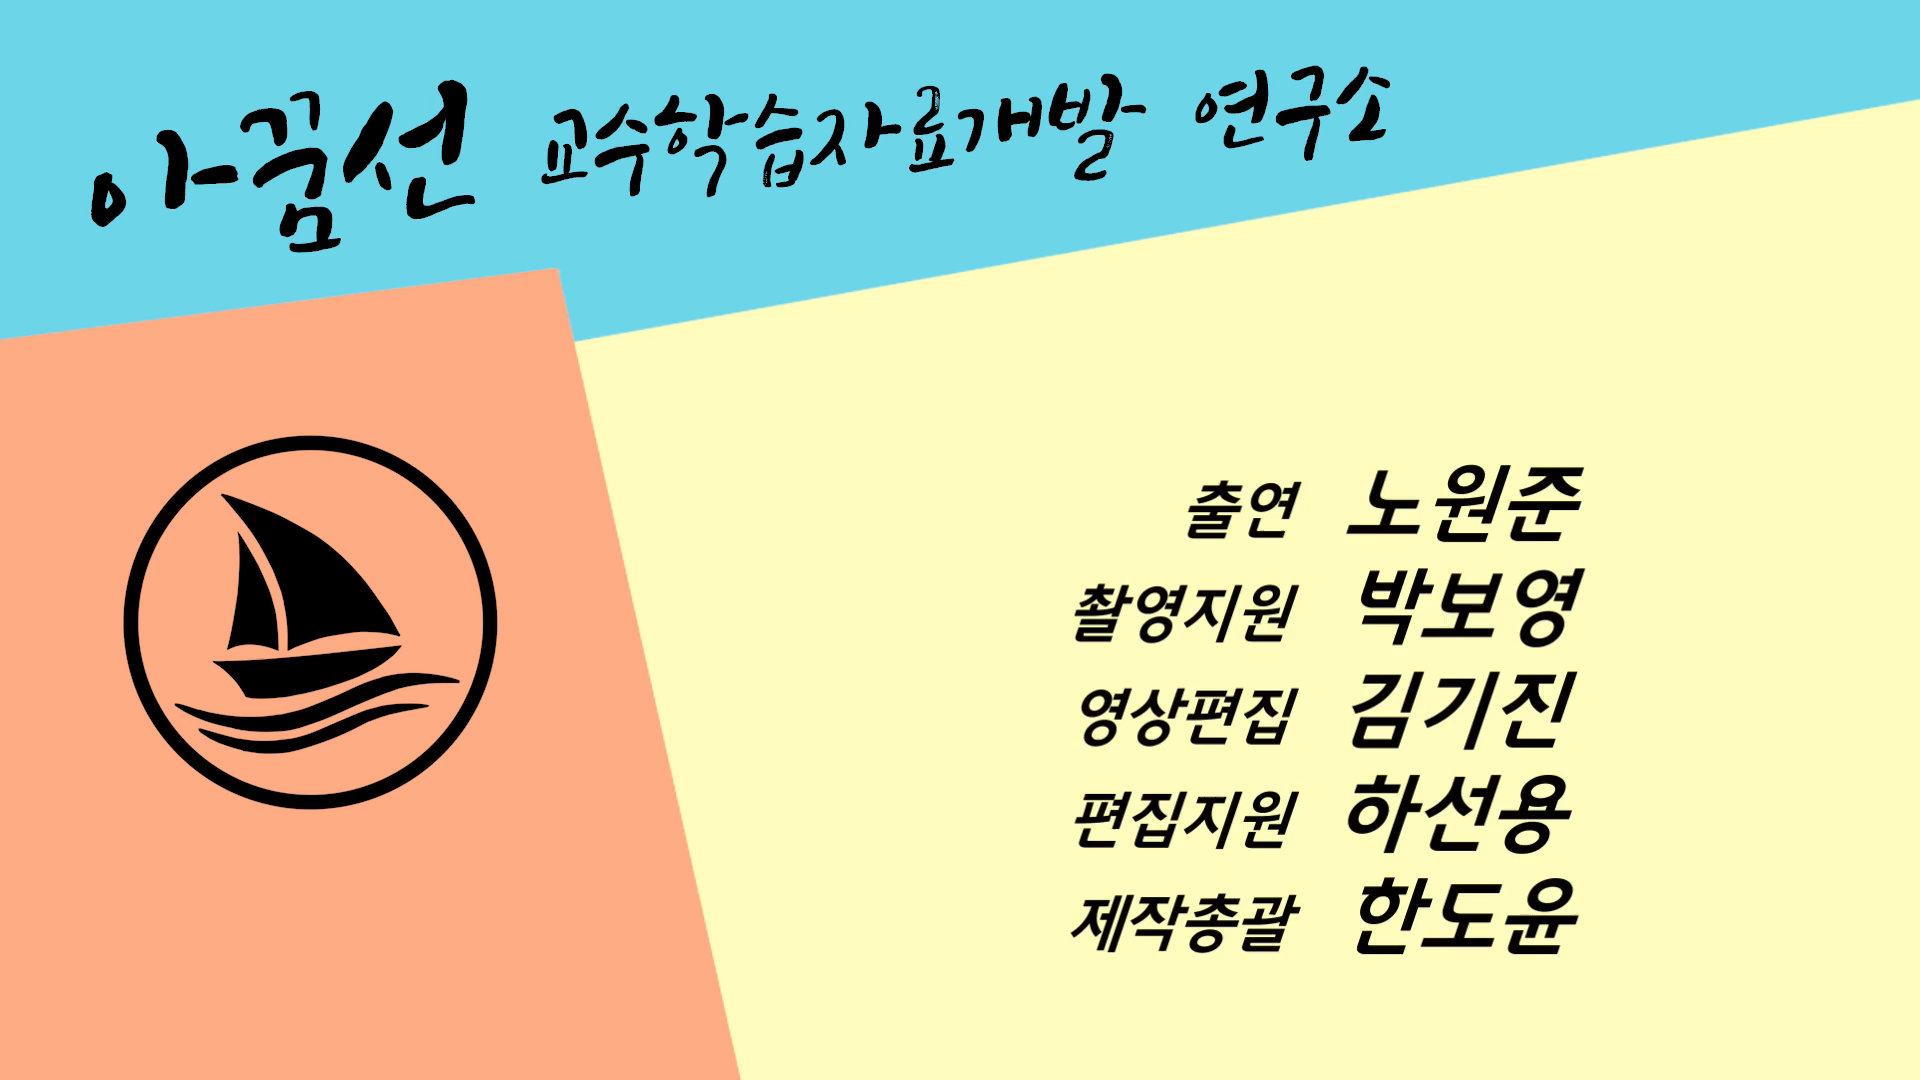 아꿈선 교수학습자료개발 연구소
출연 노원준
촬영지원 박보영
영상편집 김기진
편집지원 하선용
제작총괄 한도윤